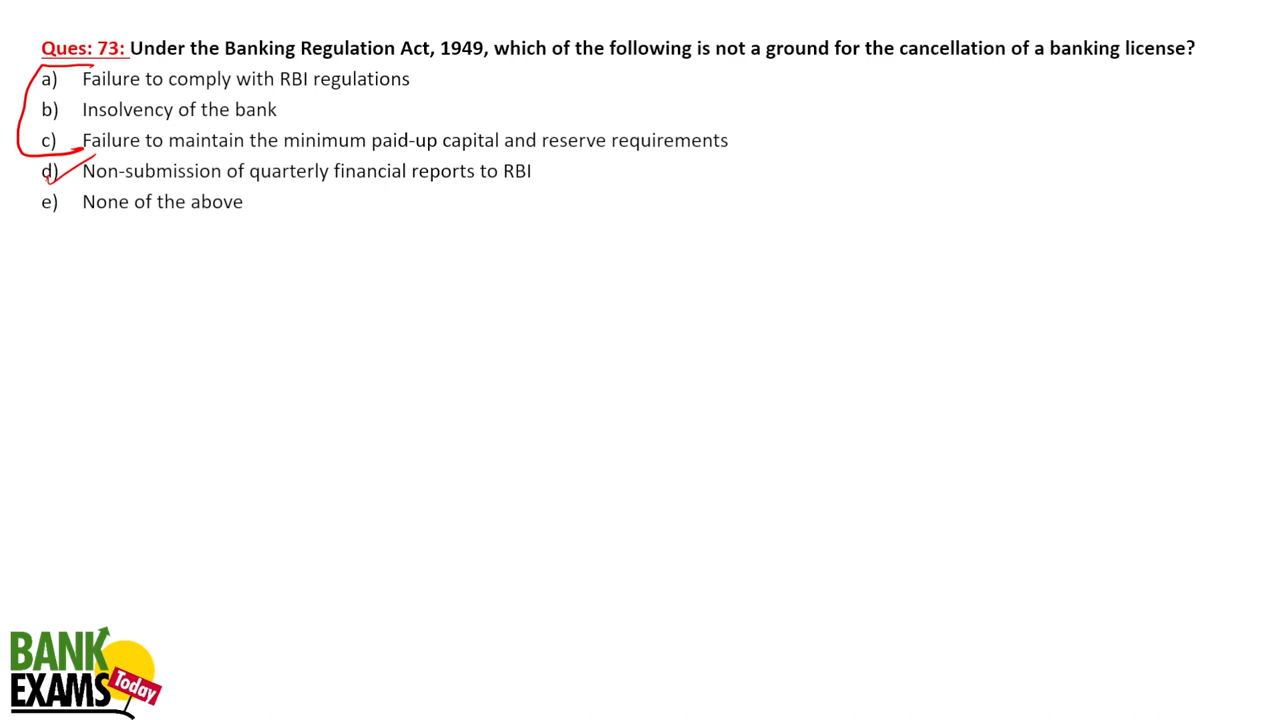 Ques: 73: Under the Banking Regulation Act, 1949, which of the following is not a ground for the cancellation of a banking license?
a) Failure to comply with RBI regulations
b) Insolvency of the bank
c) Failure to maintain the minimum paid-up capital and reserve requirements
d) Non-submission of quarterly financial reports to RBI
e) None of the above
BANK
EXAMS Today